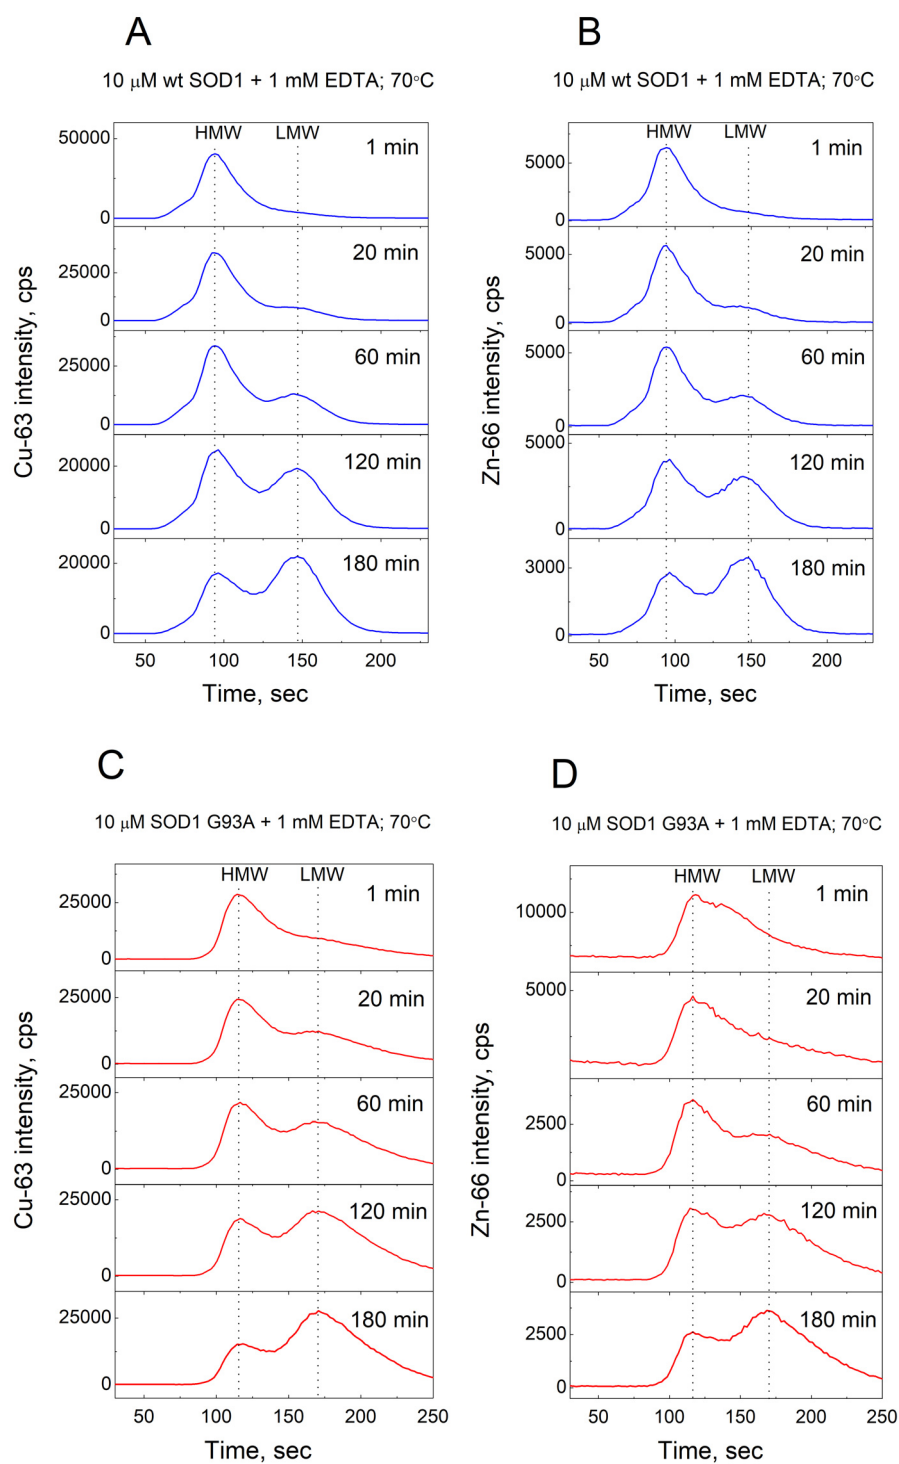 A
10 μM wt SOD1 + 1 mM EDTA; 70°C
HMW LMW
1 min
50000
0
20 min
25000
0
60 min
25000
0
120 min
20000
0
180 min
20000
0
50 100 150 200
Time, sec
Cu-63 intensity, cps
B
10 μM wt SOD1 + 1 mM EDTA; 70°C
HMW LMW
1 min
5000
0
20 min
5000
0
60 min
5000
0
120 min
5000
0
180 min
3000
0
50 100 150 200
Time, sec
Zn-66 intensity, cps
C
10 μM SOD1 G93A + 1 mM EDTA; 70°C
HMW LMW
1 min
25000
0
20 min
25000
0
60 min
25000
0
120 min
25000
0
180 min
25000
0
50 100 150 200 250
Time, sec
Cu-63 intensity, cps
D
10 μM SOD1 G93A + 1 mM EDTA; 70°C
HMW LMW
1 min
10000
20 min
5000
60 min
2500
0
120 min
2500
0
180 min
2500
0
50 100 150 200 250
Time, sec
Zn-66 intensity, cps